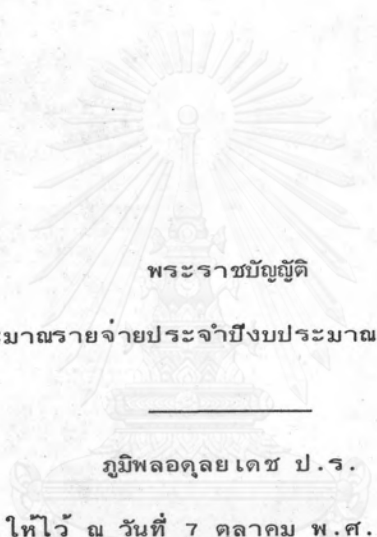 พระราชบัญญัติ
มาณรายจ่ายประจำปีงบประมาณ
ภูมิพลอดุลยเดช ป.ร.
ให้ไว้ ณ วันที่ 7 ตุลาคม พ.ศ.